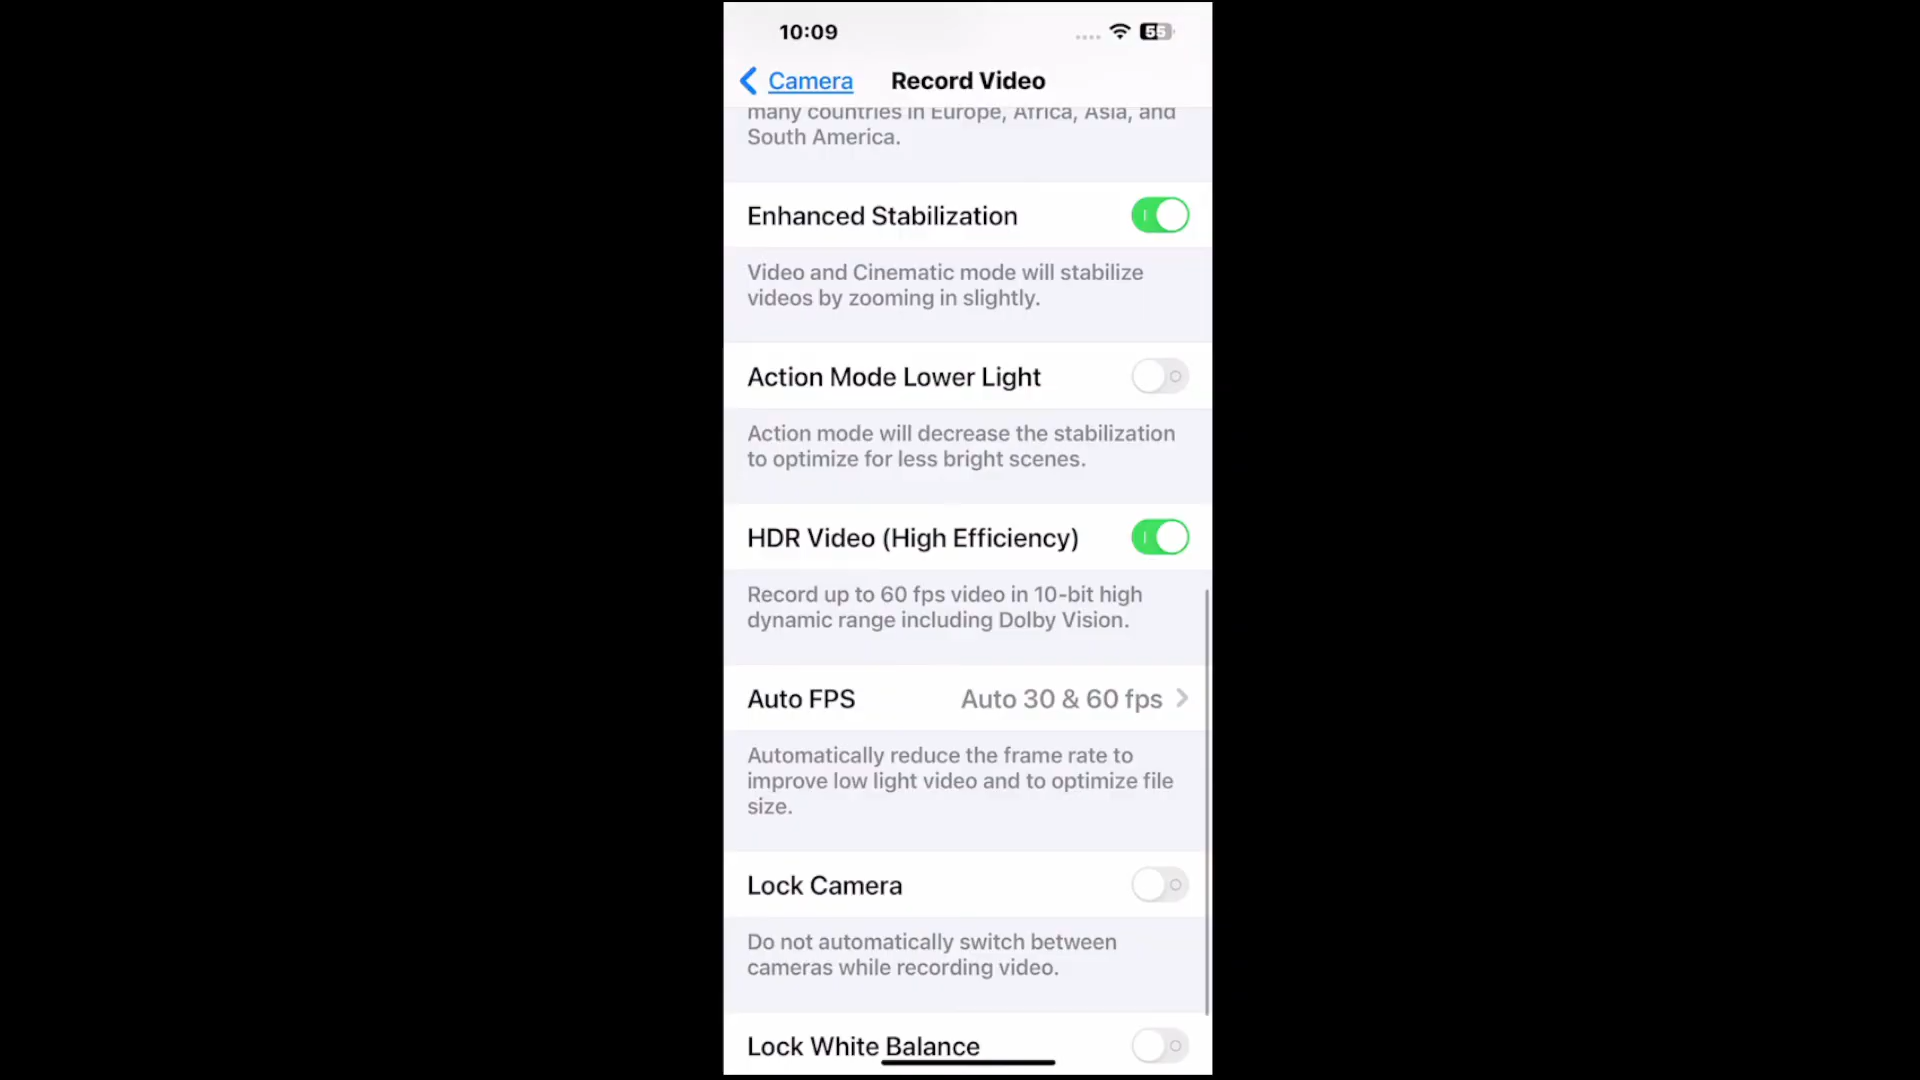 10:09
55
Camera
Record Video
many countries in Europe, Africa, Asia, and
South America.
Enhanced Stabilization
Video and Cinematic mode will stabilize
videos by zooming in slightly.
Action Mode Lower Light
Action mode will decrease the stabilization
to optimize for less bright scenes.
HDR Video (High Efficiency)
Record up to 60 fps video in 10-bit high
dynamic range including Dolby Vision.
Auto FPS
Auto 30 & 60 fps
Automatically reduce the frame rate to
improve low light video and to optimize file
size.
Lock Camera
Do not automatically switch between
cameras while recording video.
Lock White Balance